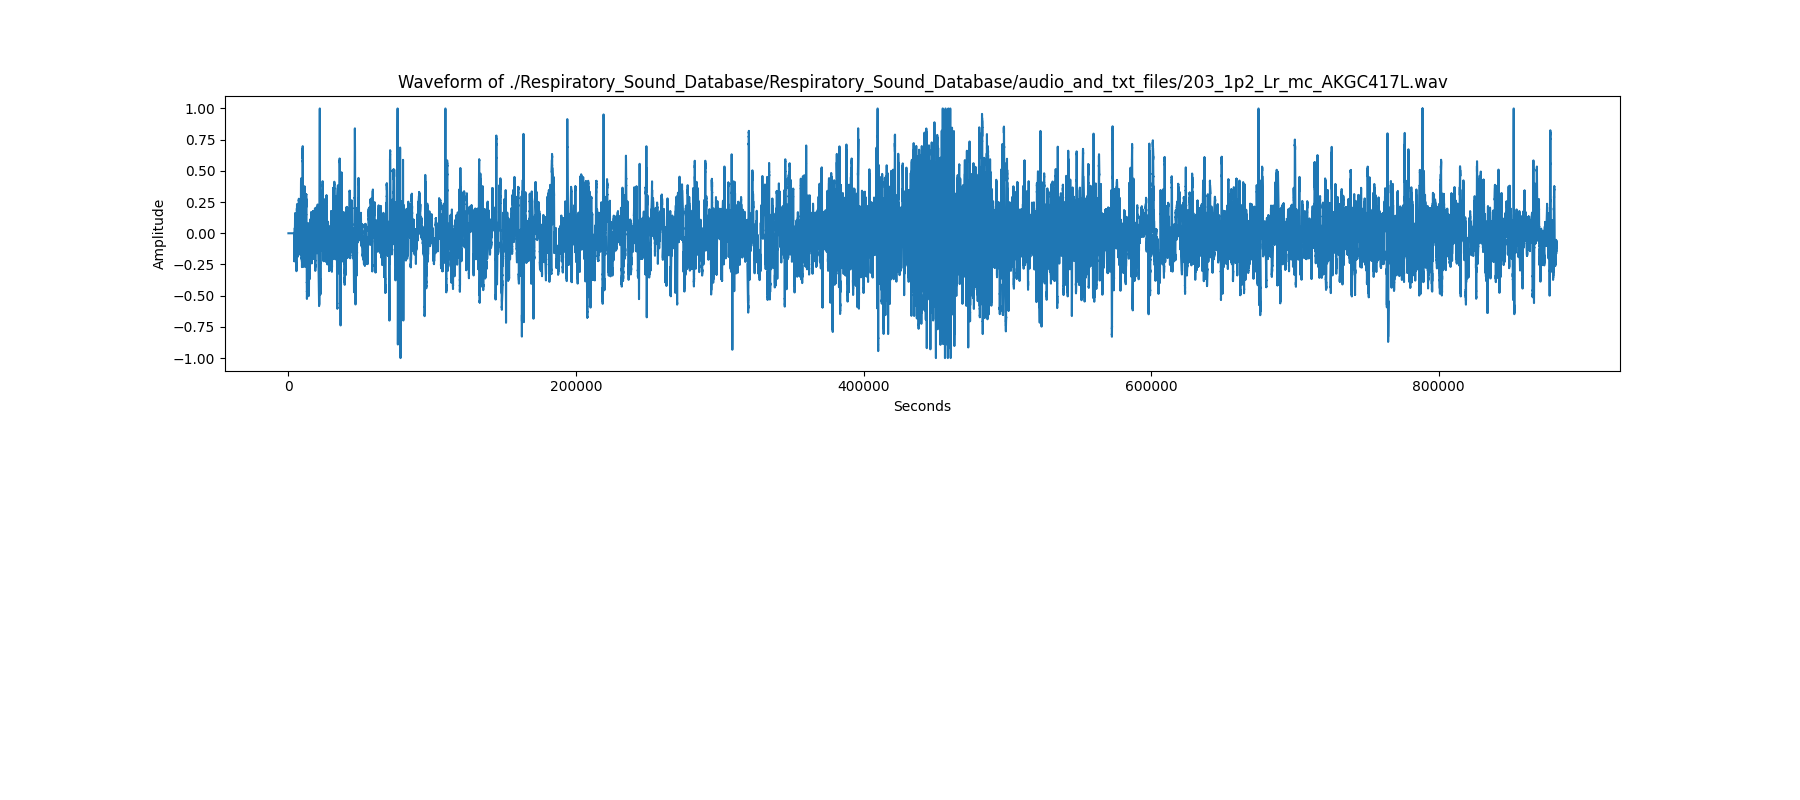 Waveform of ./Respiratory_Sound_Database/Respiratory_Sound_Database/audio_and_txt_files/203_1p2_Lr_mc_AKGC417L.wav
1.00
0.75
0.50
0.25
0.00
−0.25
−0.50
−0.75
−1.00
Amplitude
0 200000 400000 600000 800000
Seconds